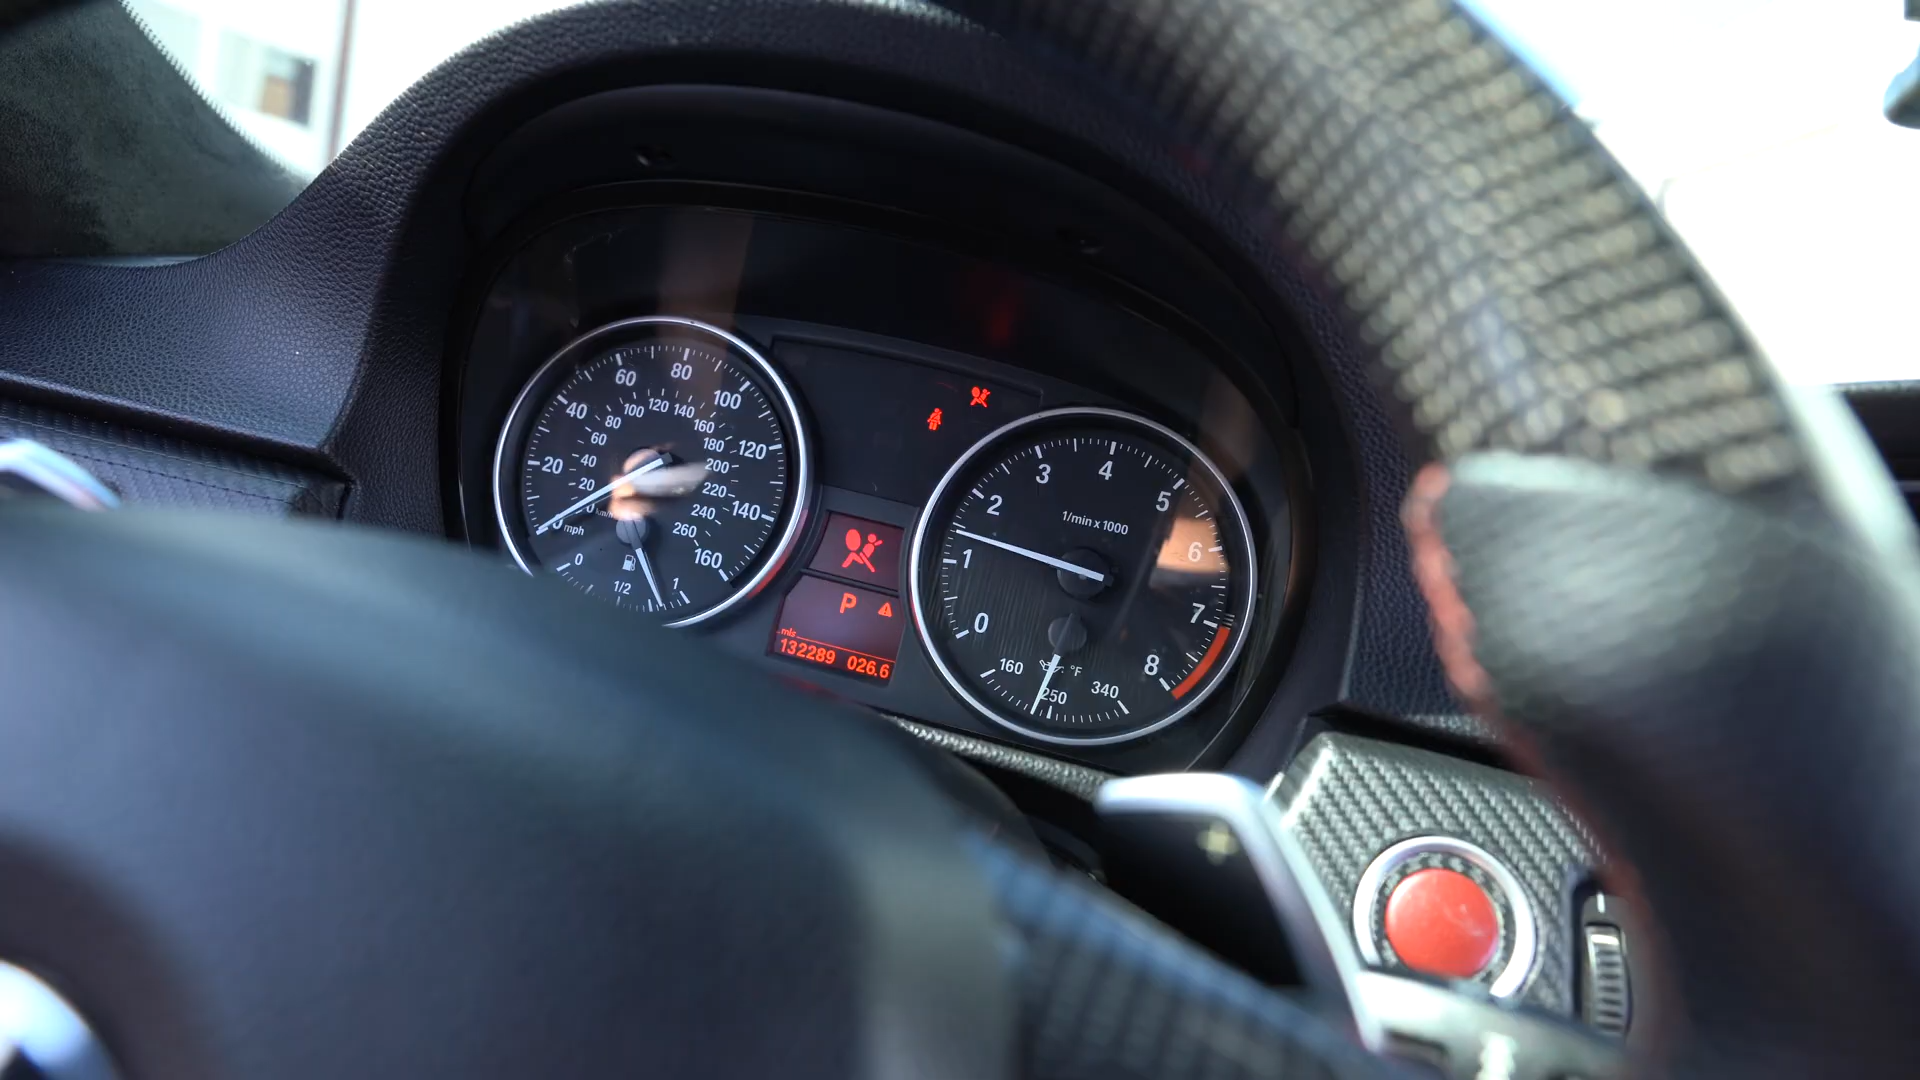 20 40 60 80 100 120 140 160
20 40 60 80 100 120 140 160 180 200 220 240 260
mph
km/h
0 1/2 1
P
mls
132289 026.6
0 1 2 3 4 5 6 7 8
1/min x 1000
°F
160 250 340